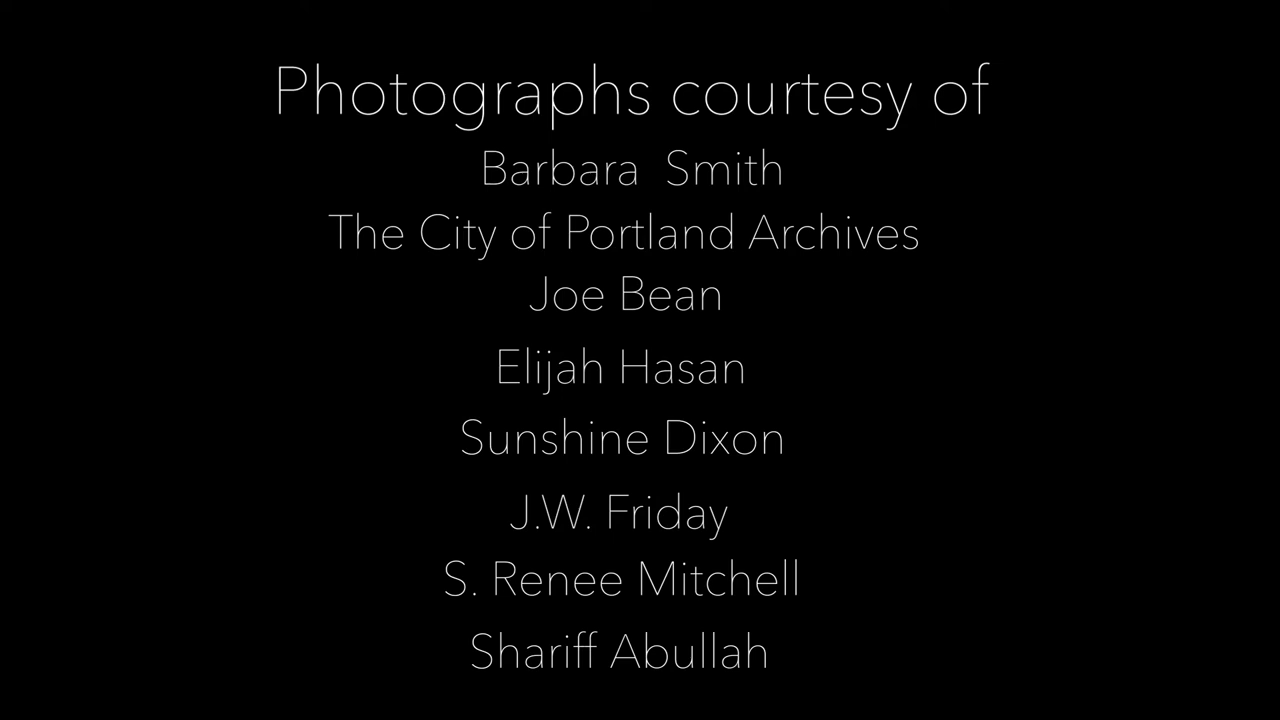 Photographs courtesy of
Barbara Smith
The City of Portland Archives
Joe Bean
Elijah Hasan
Sunshine Dixon
J.W. Friday
S. Renee Mitchell
Shariff Abullah